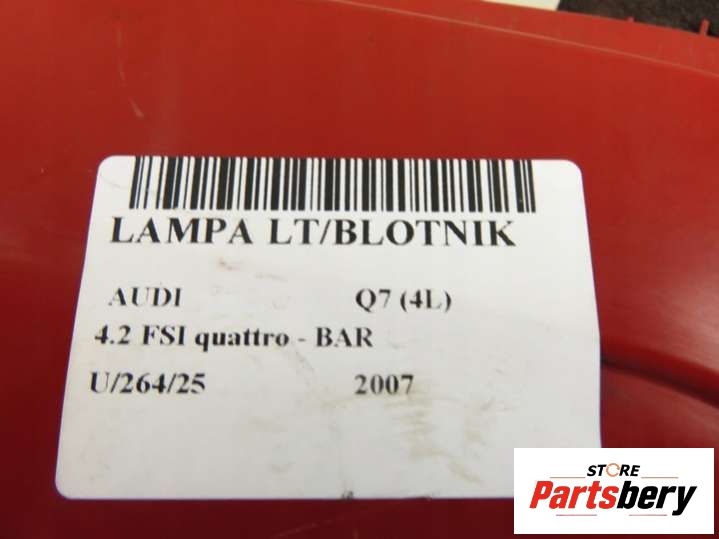 LAMPA LT/BLOTNIK
AUDI Q7 (4L)
4.2 FSI quattro - BAR
U/264/25 2007
STORE
Partsbery